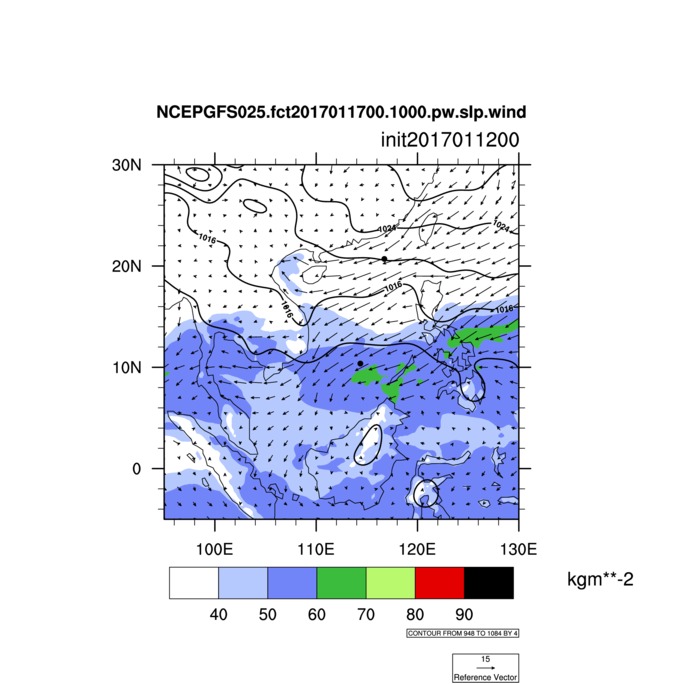 NCEPGFS025.fct2017011700.1000.pw.slp.wind
init2017011200
30N
1024
1024
1016
20N
1016
1016
1016
10N
0
100E 110E 120E 130E
kgm**-2
40 50 60 70 80 90
CONTOUR FROM 948 TO 1084 BY 4
15
Reference Vector